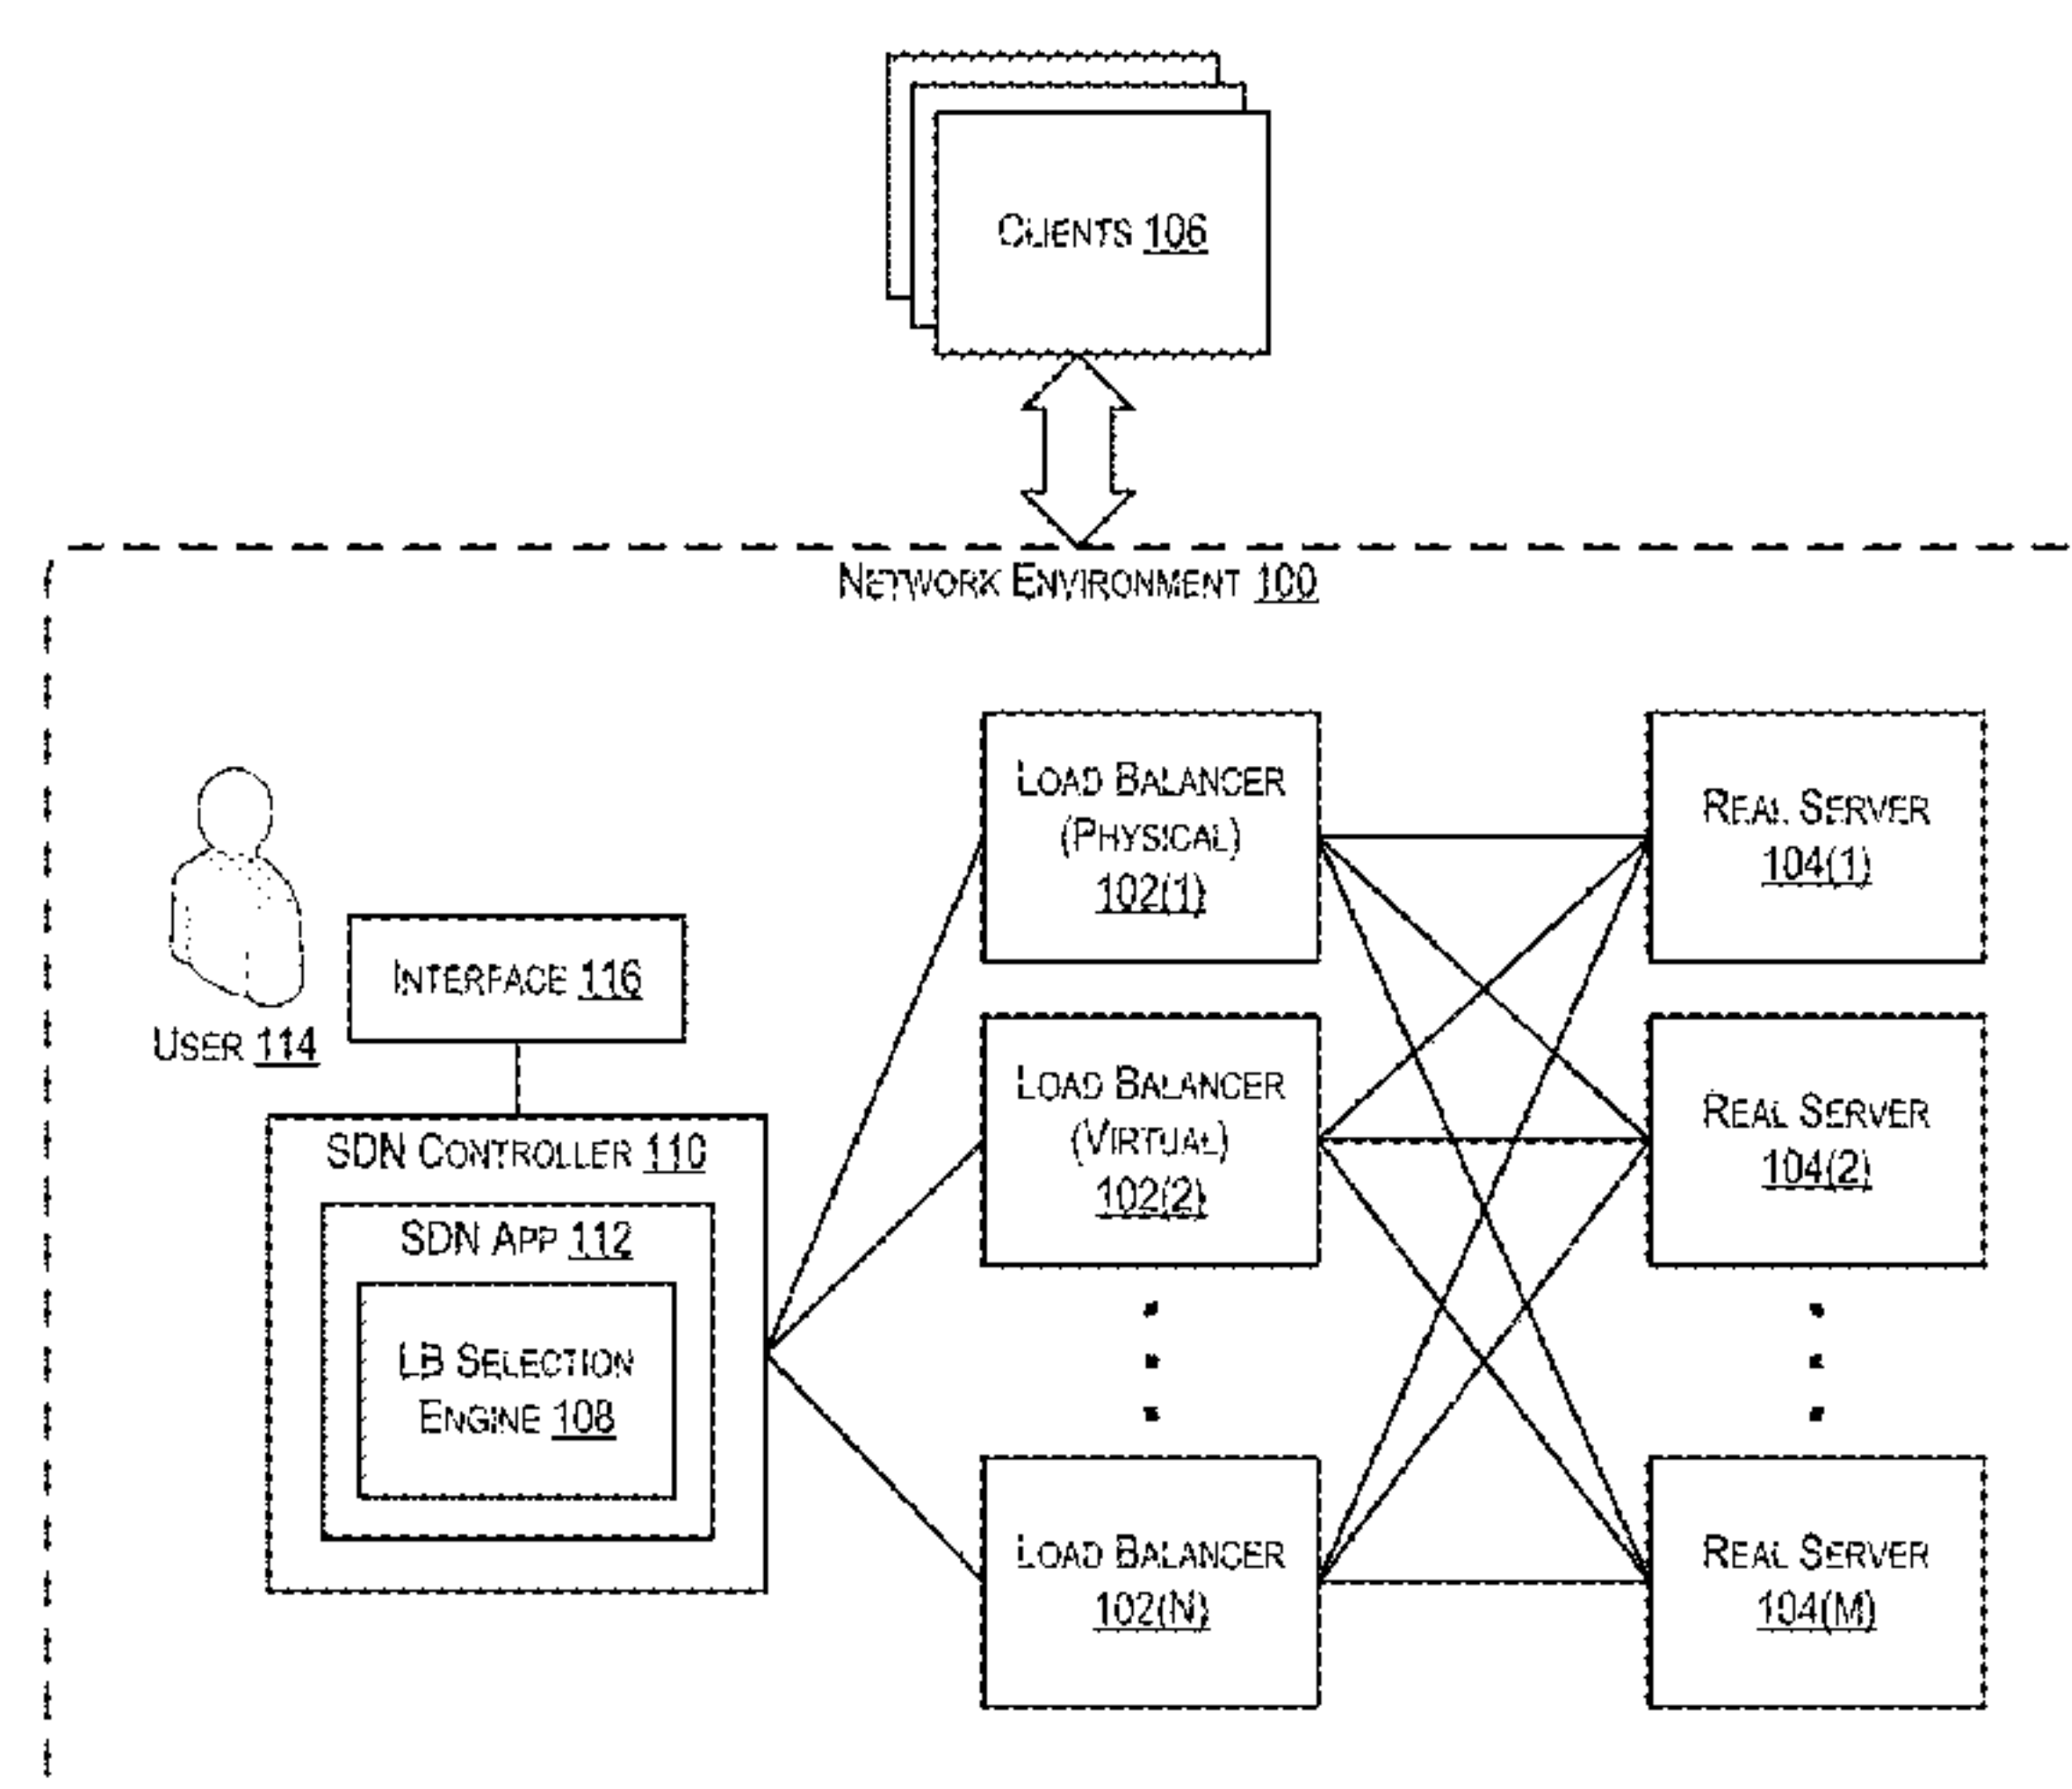 CLIENTS 106
NETWORK ENVIRONMENT 100
LOAD BALANCER
(PHYSICAL)
102(1)
REAL SERVER
104(1)
INTERFACE 116
USER 114
LOAD BALANCER
(VIRTUAL)
102(2)
REAL SERVER
104(2)
SDN CONTROLLER 110
SDN APP 112
LB SELECTION
ENGINE 108
LOAD BALANCER
102(N)
REAL SERVER
104(M)